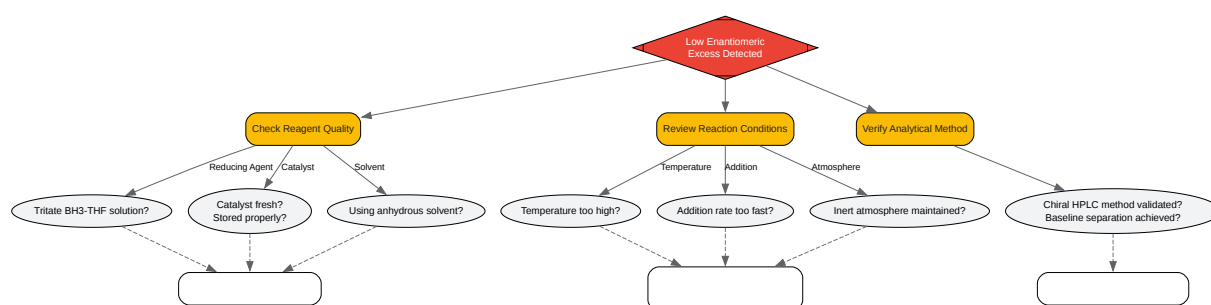 Low Enantiomeric
Excess Detected
Check Reagent Quality
Review Reaction Conditions
Verify Analytical Method
Reducing Agent
Catalyst
Solvent
Temperature
Addition
Atmosphere
Tritate BH3-THF solution?
Catalyst fresh?
Stored properly?
Using anhydrous solvent?
Temperature too high?
Addition rate too fast?
Inert atmosphere maintained?
Chiral HPLC method validated?
Baseline separation achieved?